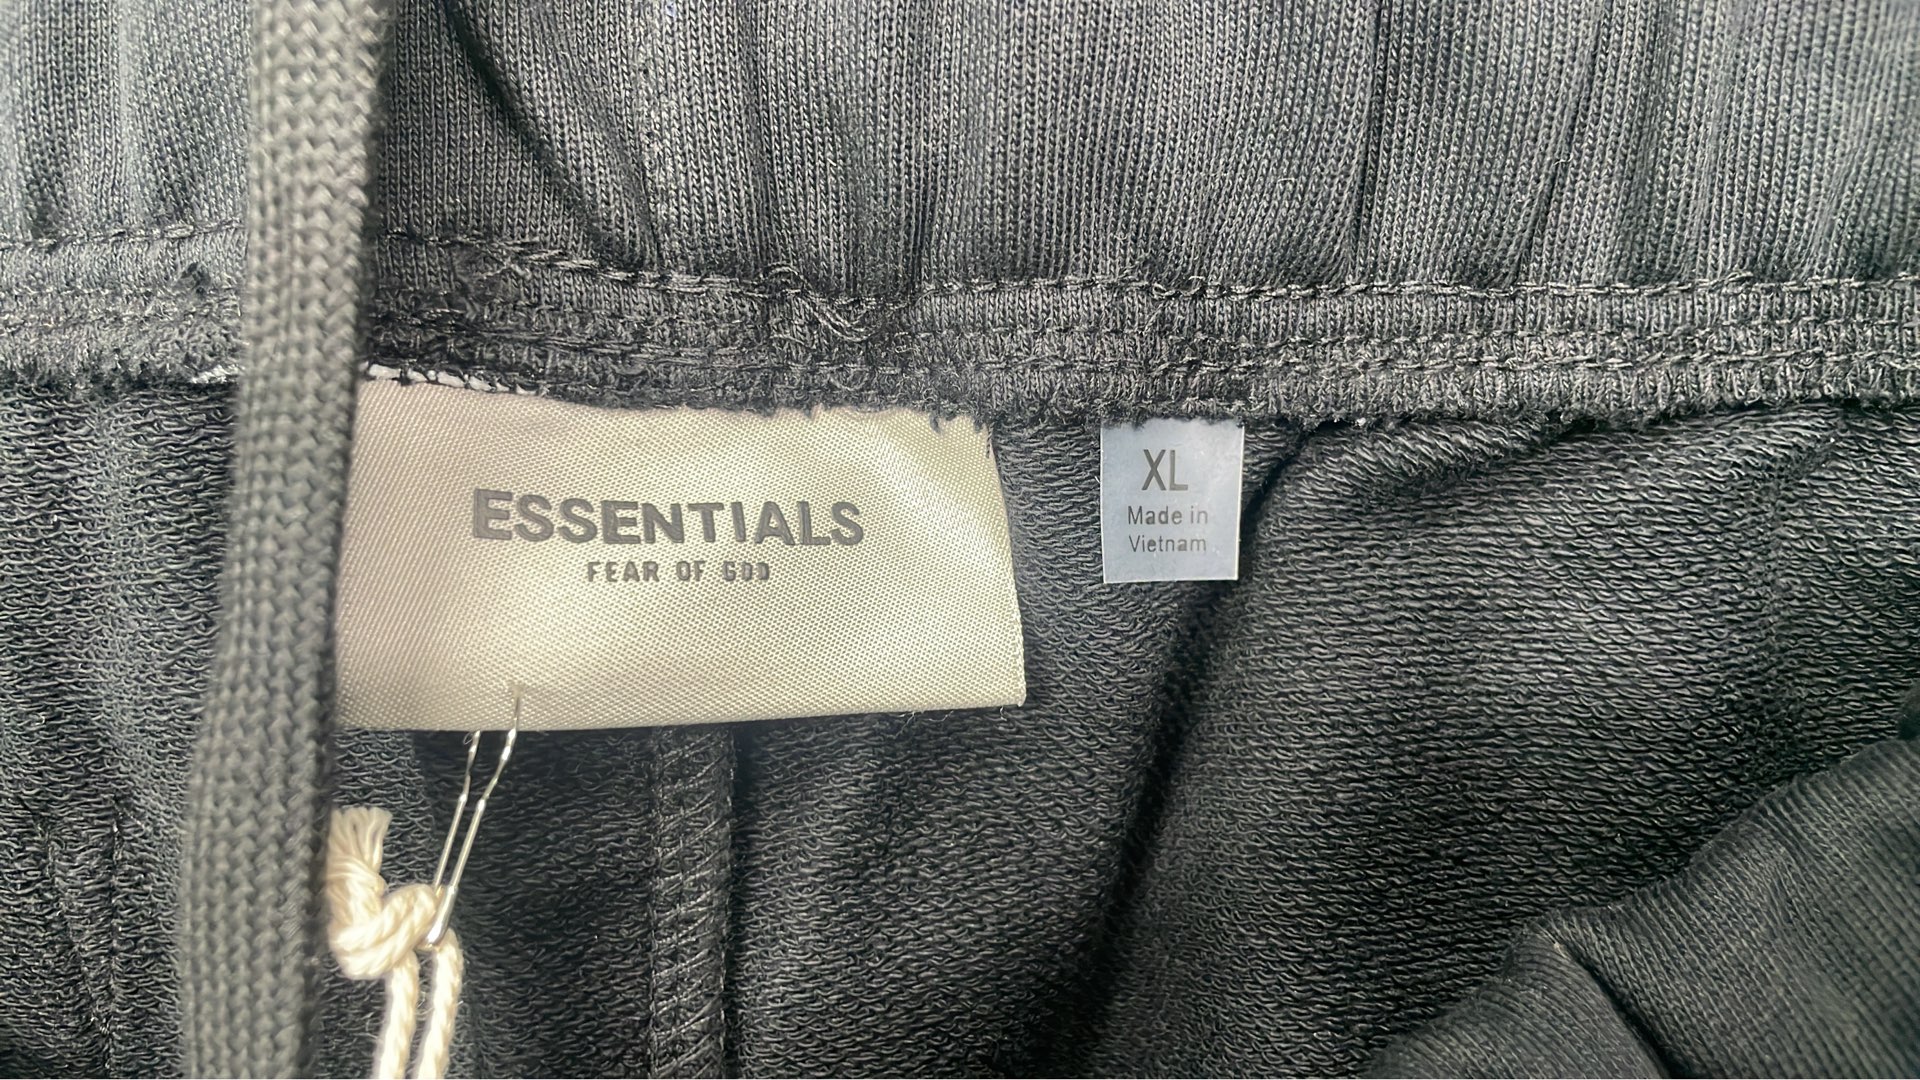 ESSENTIALS
FEAR OF GOD
XL
Made in
Vietnam